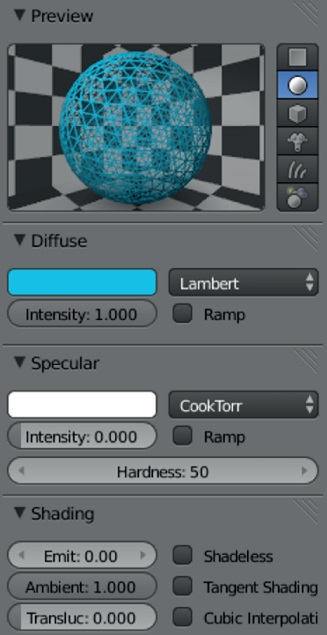 Preview
Diffuse
Lambert
Intensity: 1.000 Ramp
Specular
CookTorr
Intensity: 0.000 Ramp
Hardness: 50
Shading
Emit: 0.00 Shadeless
Ambient: 1.000 Tangent Shading
Transluc: 0.000 Cubic Interpolati